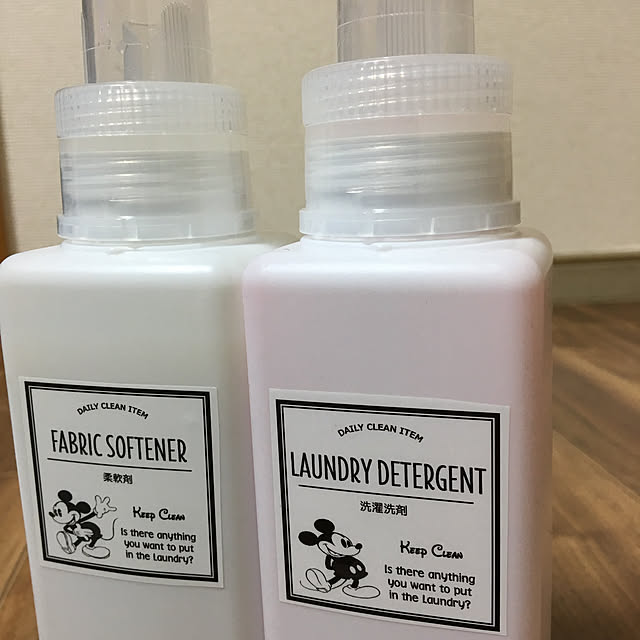 DAILY CLEAN ITEM
FABRIC SOFTENER
柔軟剤
KEEP CLEAN
Is there anything
you want to put
in the Laundry?
DAILY CLEAN ITEM
LAUNDRY DETERGENT
洗濯洗剤
KEEP CLEAN
Is there anything
you want to put
in the Laundry?